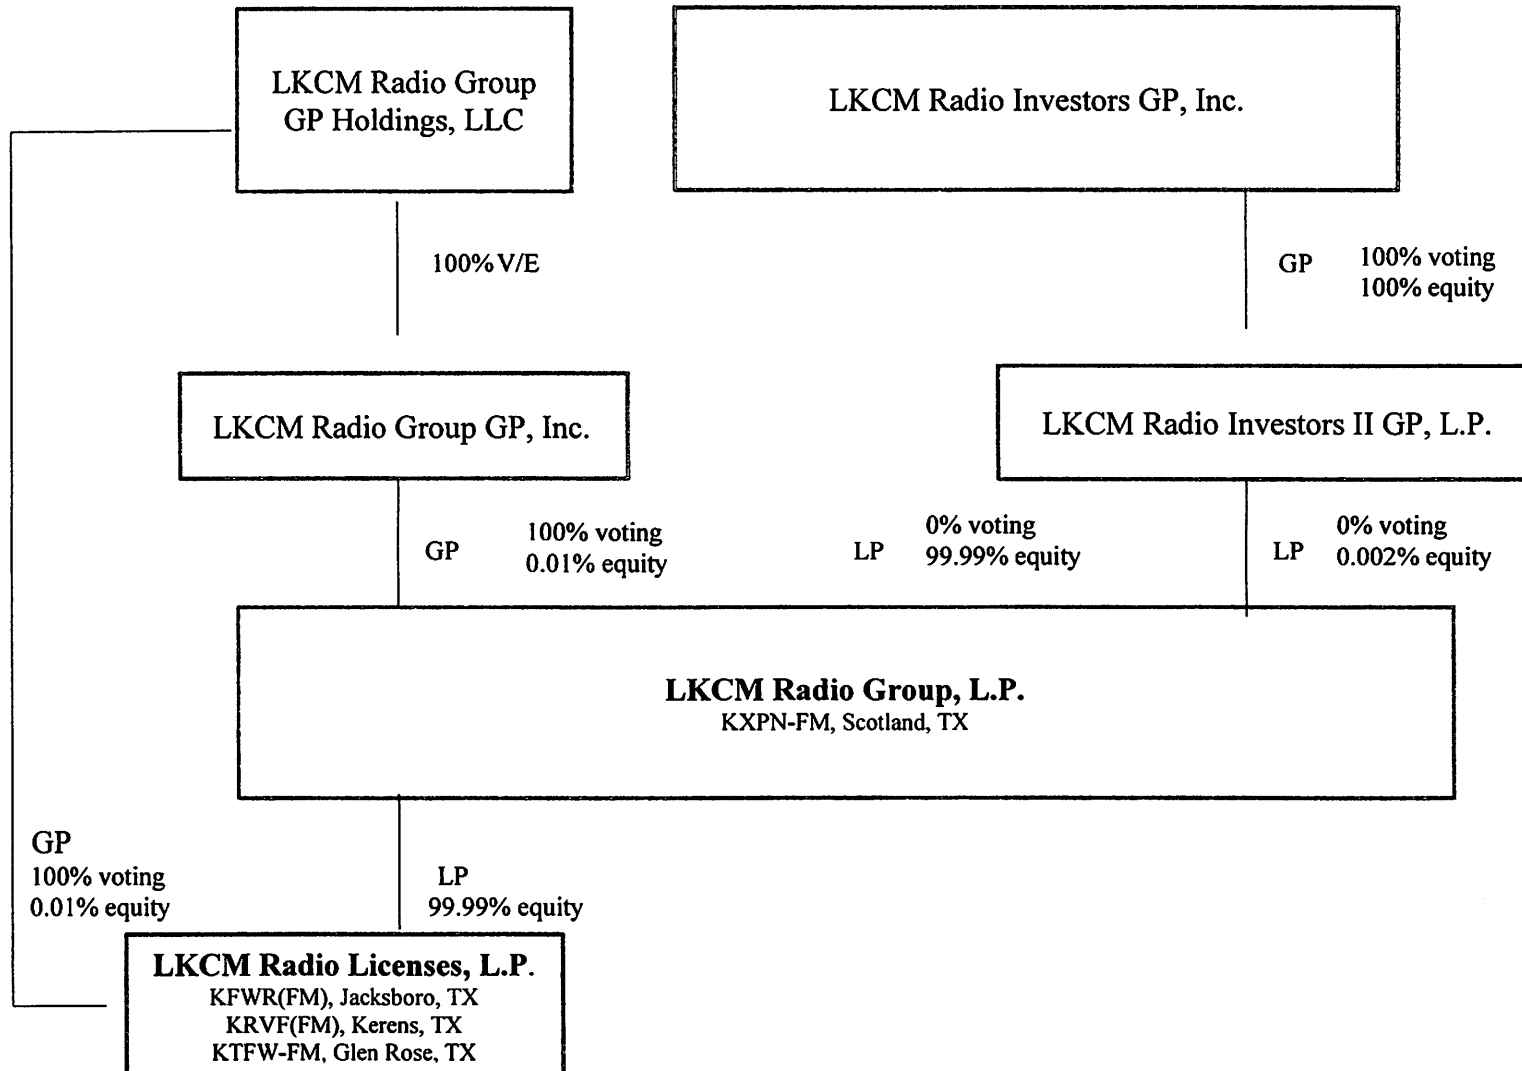 LKCM Radio Group
GP Holdings, LLC
LKCM Radio Investors GP, Inc.
100% V/E
GP
100% voting
100% equity
LKCM Radio Group GP, Inc.
LKCM Radio Investors II GP, L.P.
GP
100% voting
0.01% equity
LP
0% voting
99.99% equity
LP
0% voting
0.002% equity
LKCM Radio Group, L.P.
KXPN-FM, Scotland, TX
GP
100% voting
0.01% equity
LP
99.99% equity
LKCM Radio Licenses, L.P.
KFWR(FM), Jacksboro, TX
KRVF(FM), Kerens, TX
KTFW-FM, Glen Rose, TX